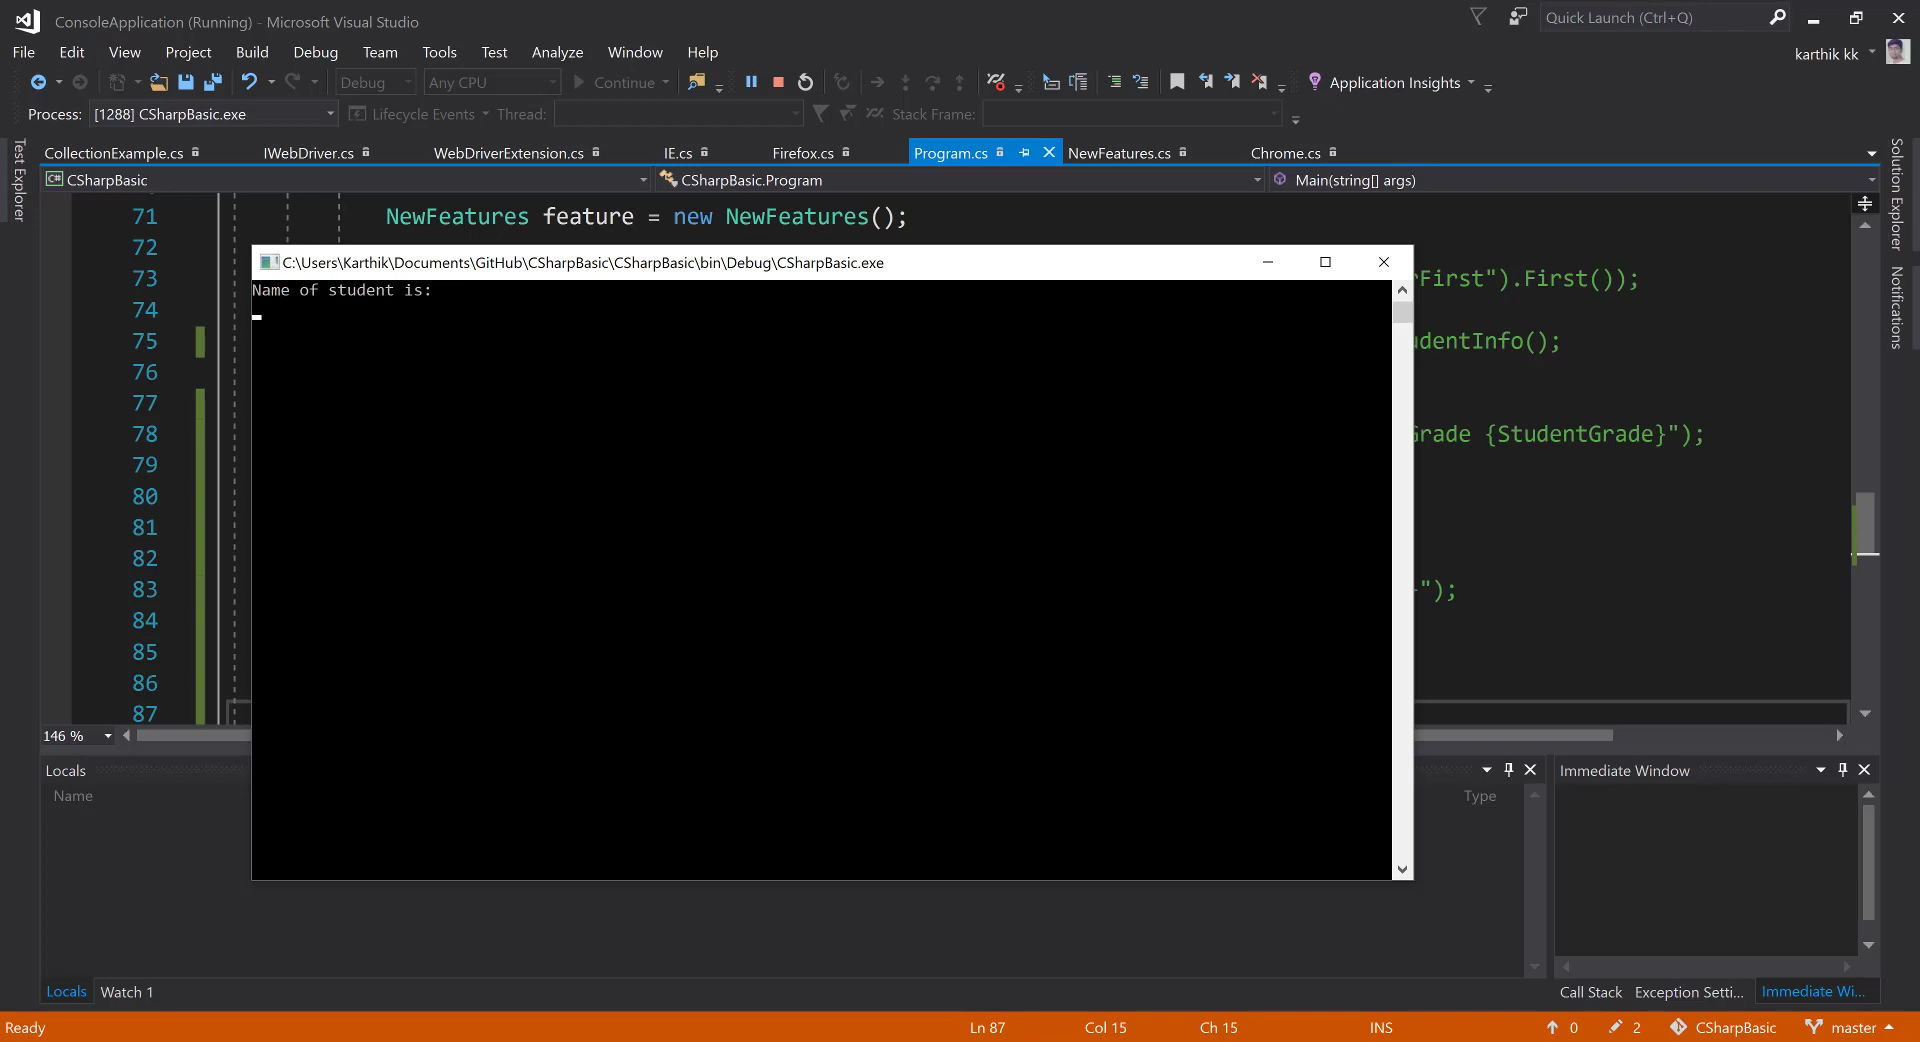 ConsoleApplication (Running) - Microsoft Visual Studio
Quick Launch (Ctrl+Q)
File Edit View Project Build Debug Team Tools Test Analyze Window Help
karthik kk
Debug Any CPU Continue Application Insights
Process: [1288] CSharpBasic.exe Lifecycle Events Thread: Stack Frame:
CollectionExample.cs IWebDriver.cs WebDriverExtension.cs IE.cs Firefox.cs Program.cs NewFeatures.cs Chrome.cs
CSharpBasic CSharpBasic.Program Main(string[] args)
Test Explorer
Solution Explorer
Notifications
71 NewFeatures feature = new NewFeatures();
72
C:\Users\Karthik\Documents\GitHub\CSharpBasic\CSharpBasic\bin\Debug\CSharpBasic.exe
Name of student is:
73 rFirst").First());
74
75 udentInfo();
76
77
78 Grade {StudentGrade}");
79
80
81
82
83 }");
84
85
86
87
146 %
Locals
Name Type
Immediate Window
Locals Watch 1
Call Stack Exception Setti... Immediate Wi...
Ready Ln 87 Col 15 Ch 15 INS 0 2 CSharpBasic master